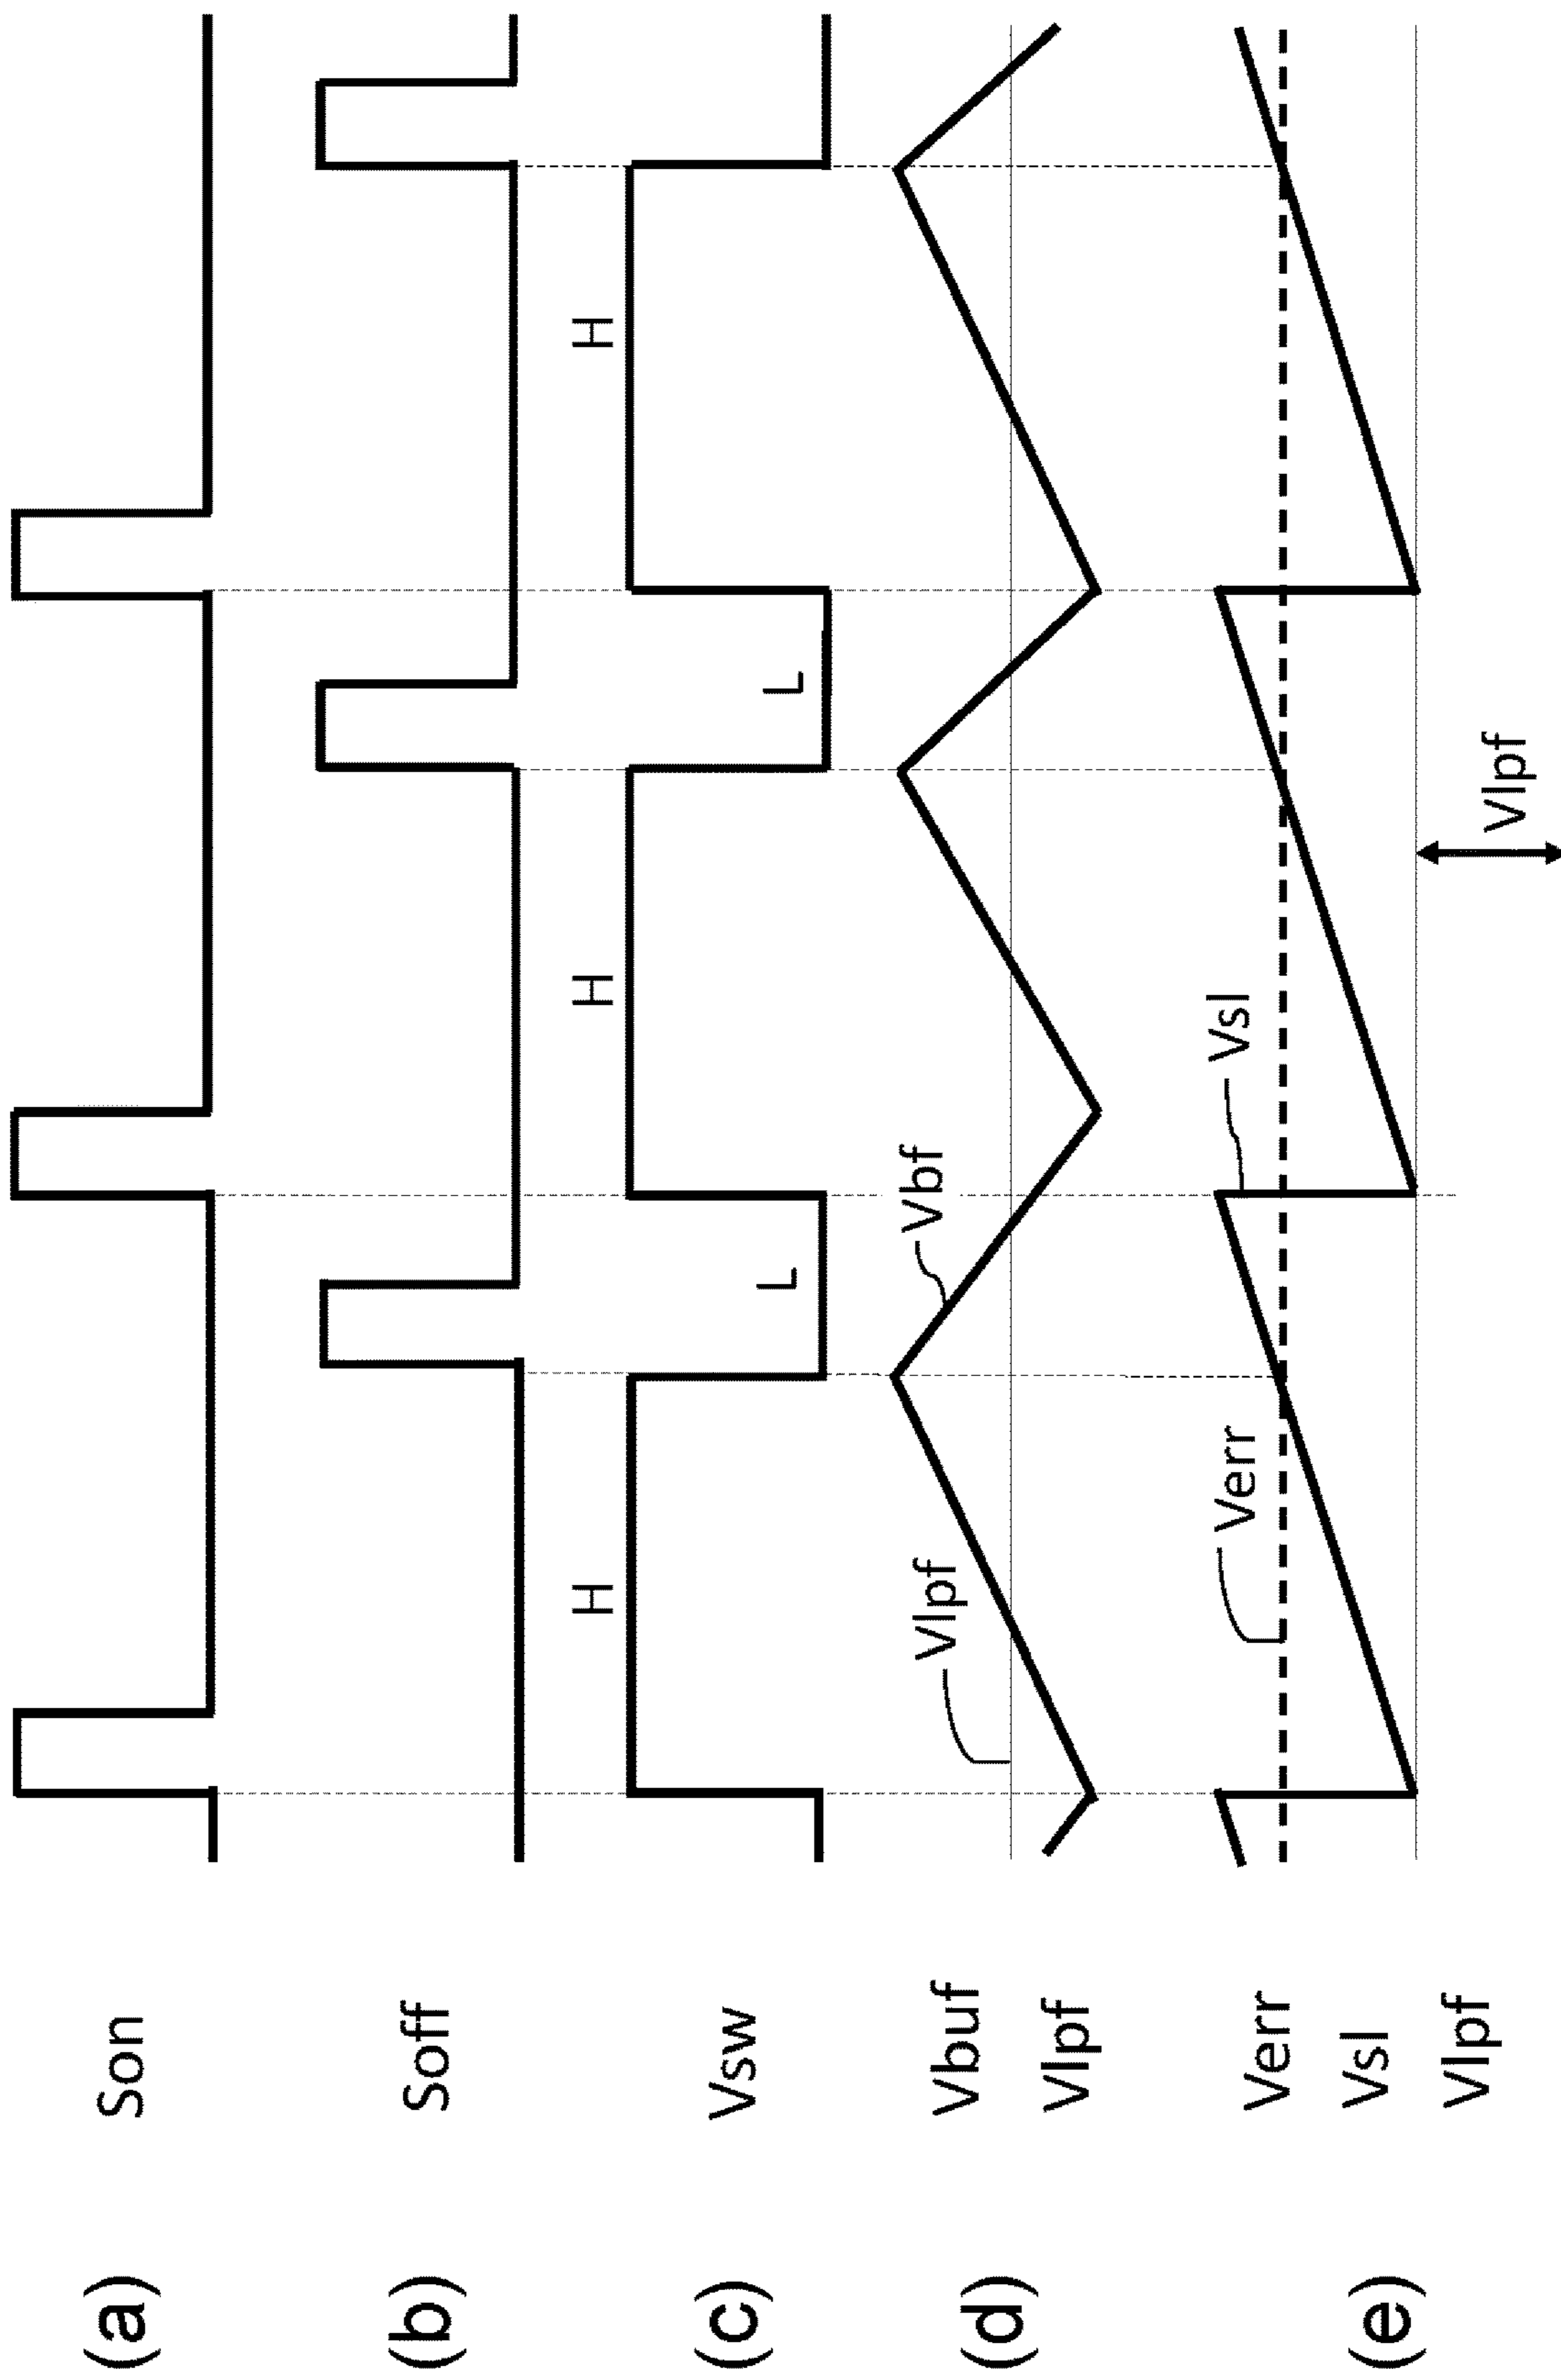 (a) Son
(b) Soff
H H H
(c) Vsw
L L
(d) Vbuf
Vlpf
Vlpf Vbf
(e) Verr
Vsl
Vlpf
Verr Vsl
Vlpf